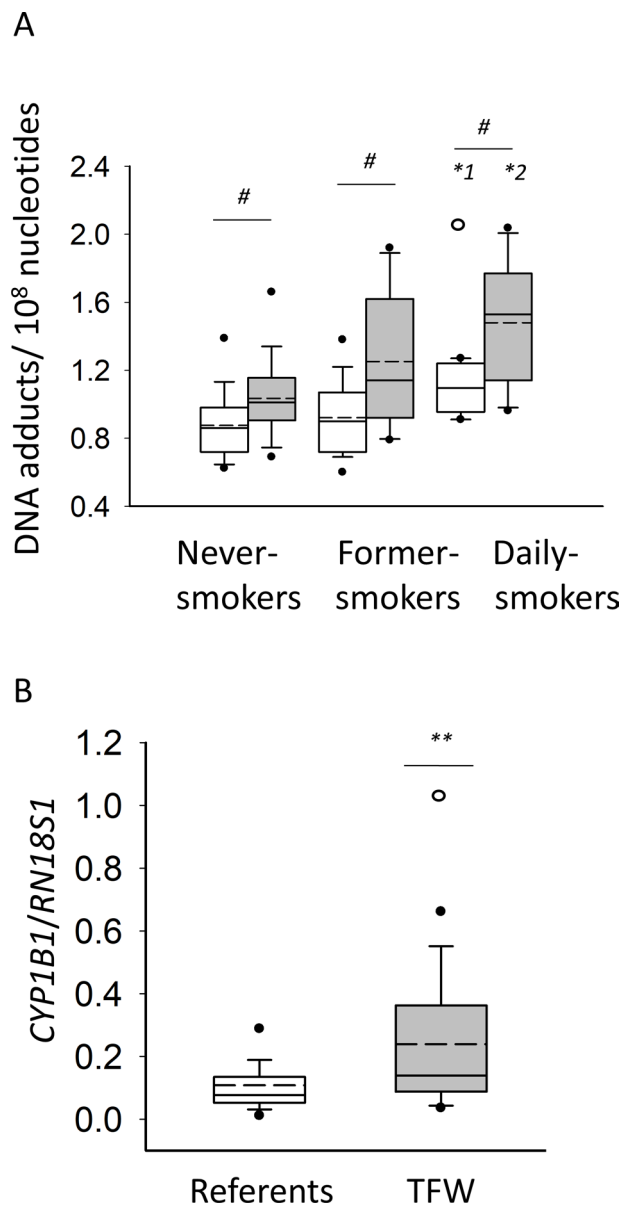 A
DNA adducts/ 10⁸ nucleotides
#
#
#
*1 *2
2.4
2.0
1.6
1.2
0.8
0.4
Never-
smokers
Former-
smokers
Daily-
smokers
B
CYP1B1/RN18S1
**
1.2
1.0
0.8
0.6
0.4
0.2
0.0
Referents TFW